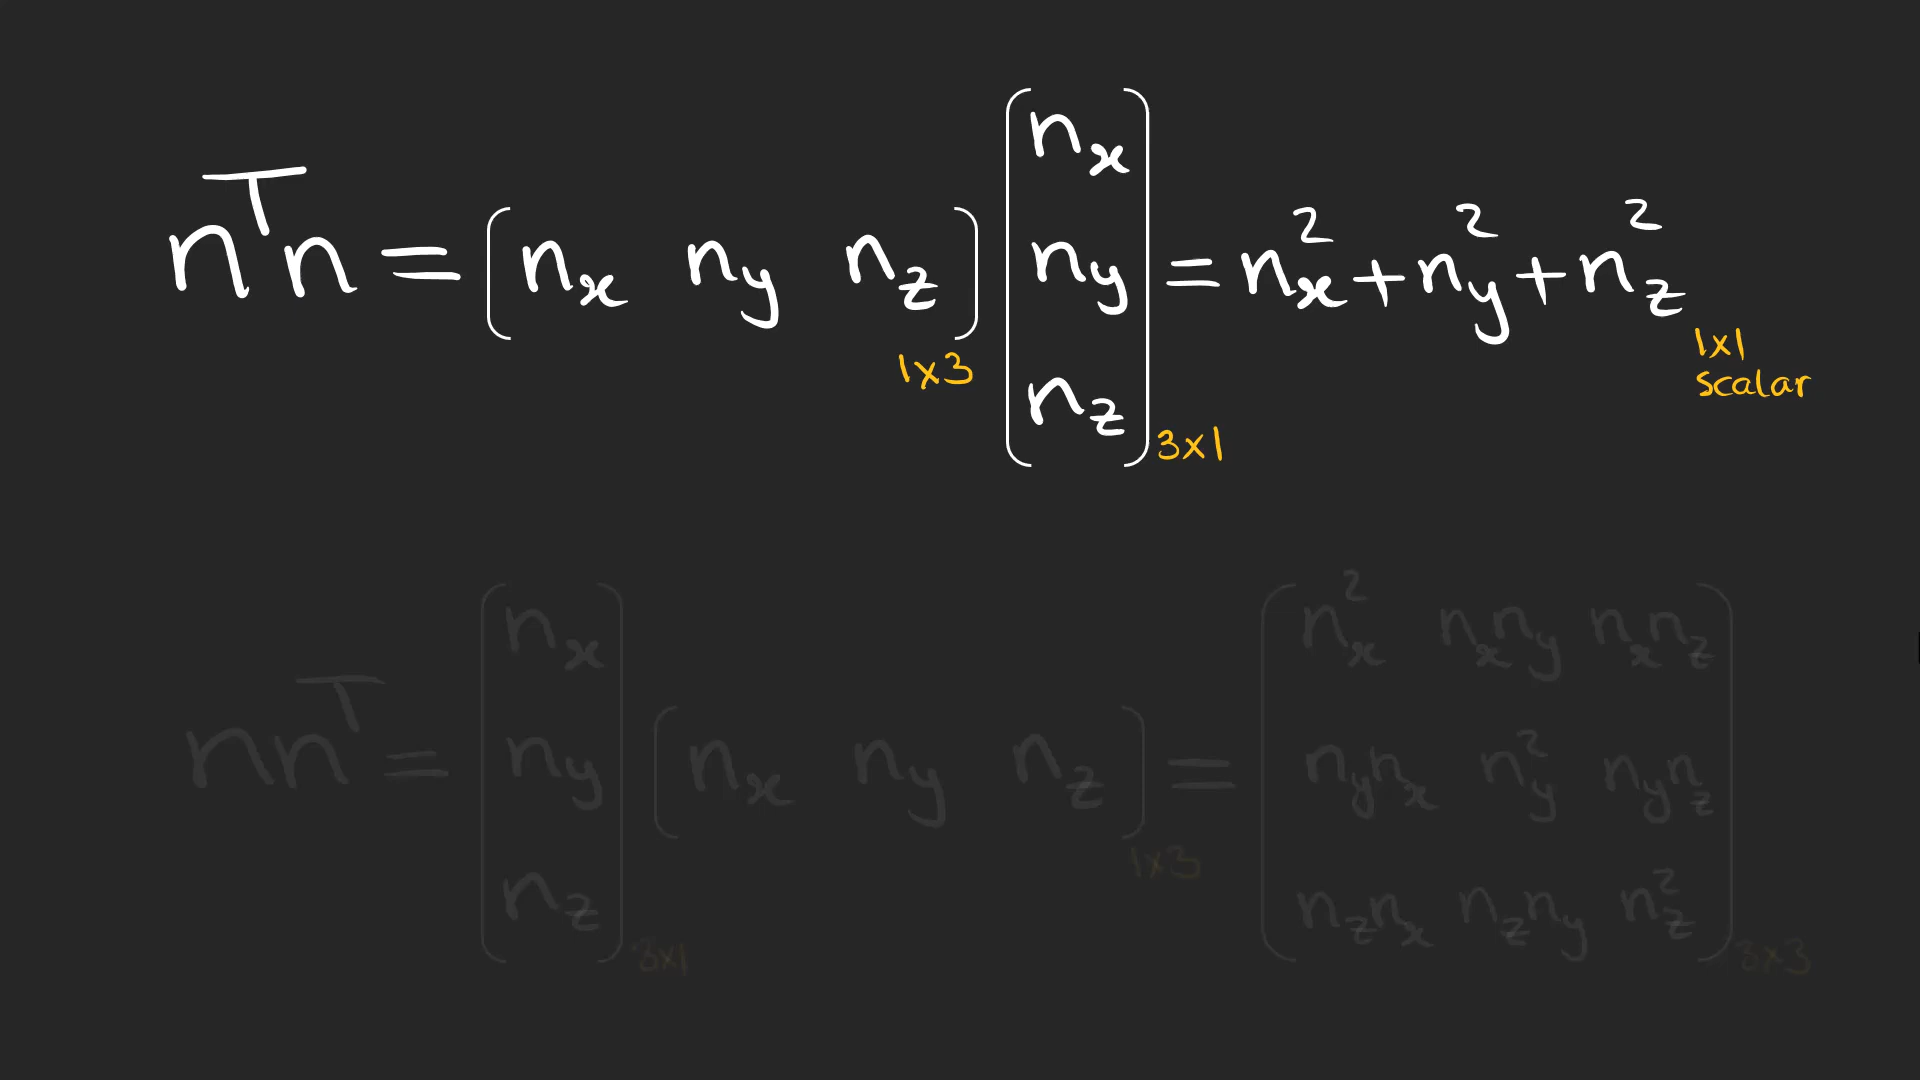 nᵀn = [nₓ n_y n_z] [nₓ n_y n_z] = nₓ² + n_y² + n_z²
1x3
3x1
1x1
scalar
nnᵀ = [nₓ n_y n_z] [nₓ n_y n_z] = [nₓ² nₓn_y nₓn_z
n_ynₓ n_y² n_yn_z
n_znₓ n_zn_y n_z²]
1x3
3x1
3x3